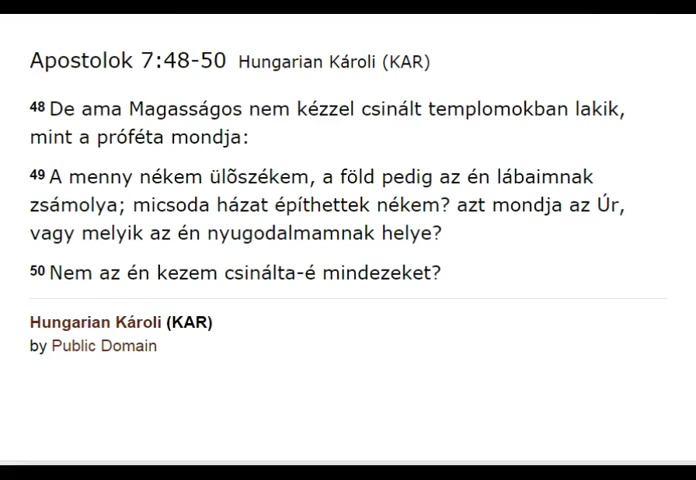 Apostolok 7:48-50 Hungarian Károli (KAR)
48 De ama Magasságos nem kézzel csinált templomokban lakik,
mint a próféta mondja:
49 A menny nékem ülõszékem, a föld pedig az én lábaimnak
zsámolya; micsoda házat építhettek nékem? azt mondja az Úr,
vagy melyik az én nyugodalmamnak helye?
50 Nem az én kezem csinálta-é mindezeket?
Hungarian Károli (KAR)
by Public Domain